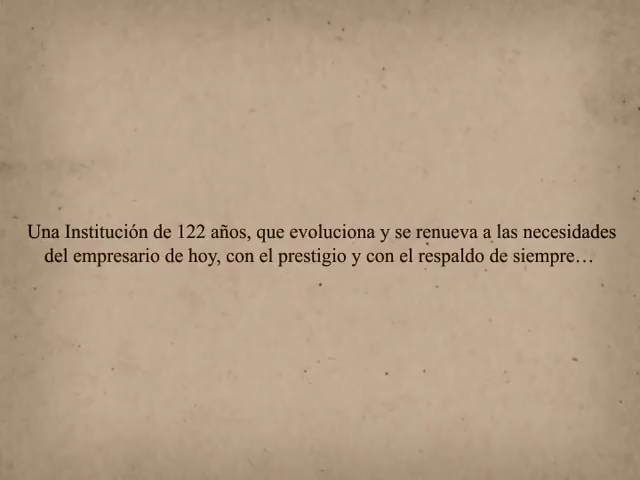 Una Institución de 122 años, que evoluciona y se renueva a las necesidades
del empresario de hoy, con el prestigio y con el respaldo de siempre…